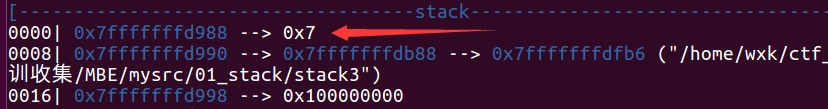 [-------------------------------------stack-------------------------------------
0000| 0x7fffffffd988 --> 0x7
0008| 0x7fffffffd990 --> 0x7fffffffdb88 --> 0x7fffffffdfb6 ("/home/wxk/ctf_
训收集/MBE/mysrc/01_stack/stack3")
0016| 0x7fffffffd998 --> 0x100000000